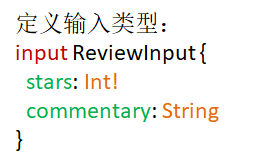 定义输入类型：
input ReviewInput {
  stars: Int!
  commentary: String
}